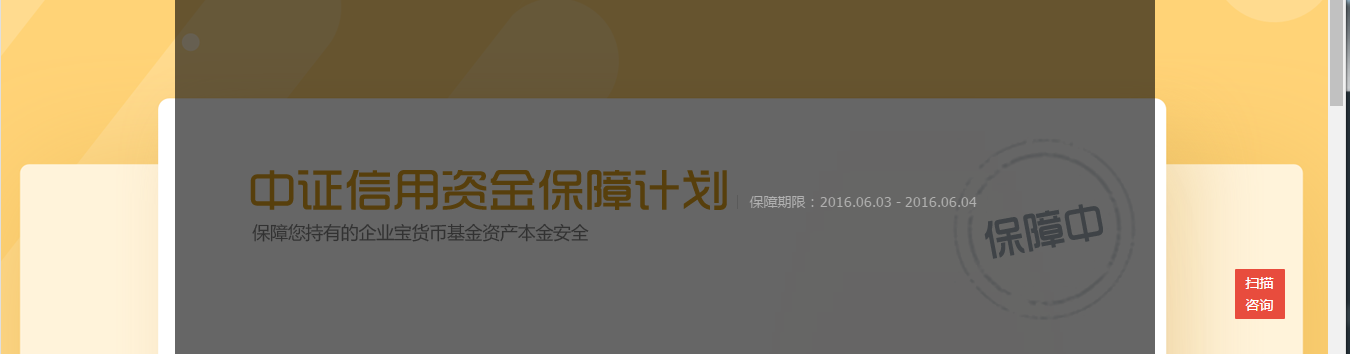 中证信用资金保障计划
保障期限：2016.06.03 - 2016.06.04
保障您持有的企业宝货币基金资产本金安全
保障中
扫描
咨询